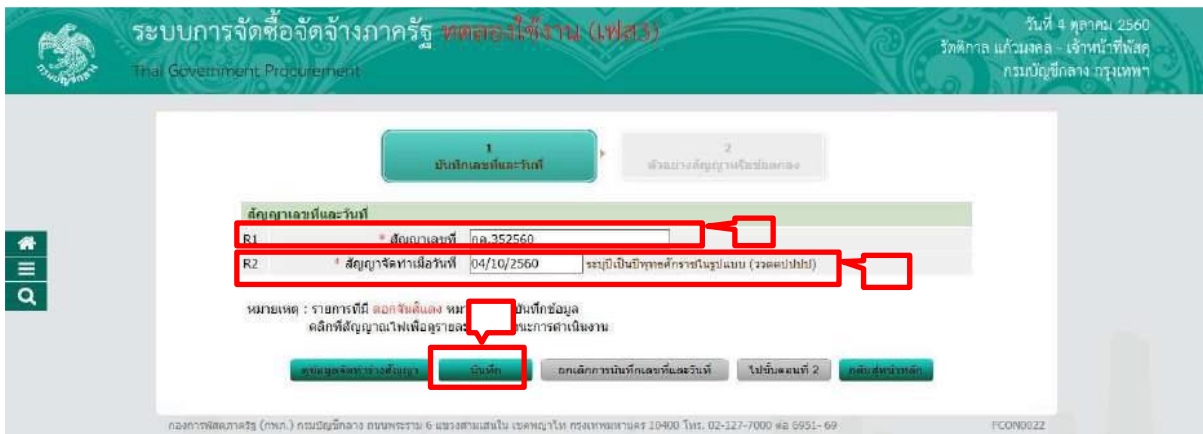 ระบบการจัดซื้อจัดจ้างภาครัฐ ทดลองใช้งาน (เฟส3)
Thai Government Procurement
วันที่ 4 ตุลาคม 2560
เจ้าหน้าที่พัสดุ
กรมบัญชีกลาง กรุงเทพฯ
1
บันทึกเลขที่และวันที่
2
ตัวอย่างสัญญาหรือข้อตกลง
สัญญาเลขที่และวันที่
R1 * สัญญาเลขที่ กค.352560
R2 * สัญญาจัดทำเมื่อวันที่ 04/10/2560 ระบุปีเป็นปีพุทธศักราชในรูปแบบ (ววดดปปปป)
หมายเหตุ : รายการที่มี ดอกจันสีแดง บันทึกข้อมูล
คลิกที่สัญญาณไฟเพื่อดูรายละ นะการดำเนินงาน
ดูข้อมูลจัดทำร่างสัญญา บันทึก ยกเลิกการบันทึกเลขที่และวันที่ ไปขั้นตอนที่ 2 กลับสู่หน้าหลัก
กองการพัสดุภาครัฐ (กพภ.) กรมบัญชีกลาง ถนนพระราม 6 แขวงสามเสนใน เขตพญาไท กรุงเทพมหานคร 10400 โทร. 02-127-7000 ต่อ 6951-69
FCON0022